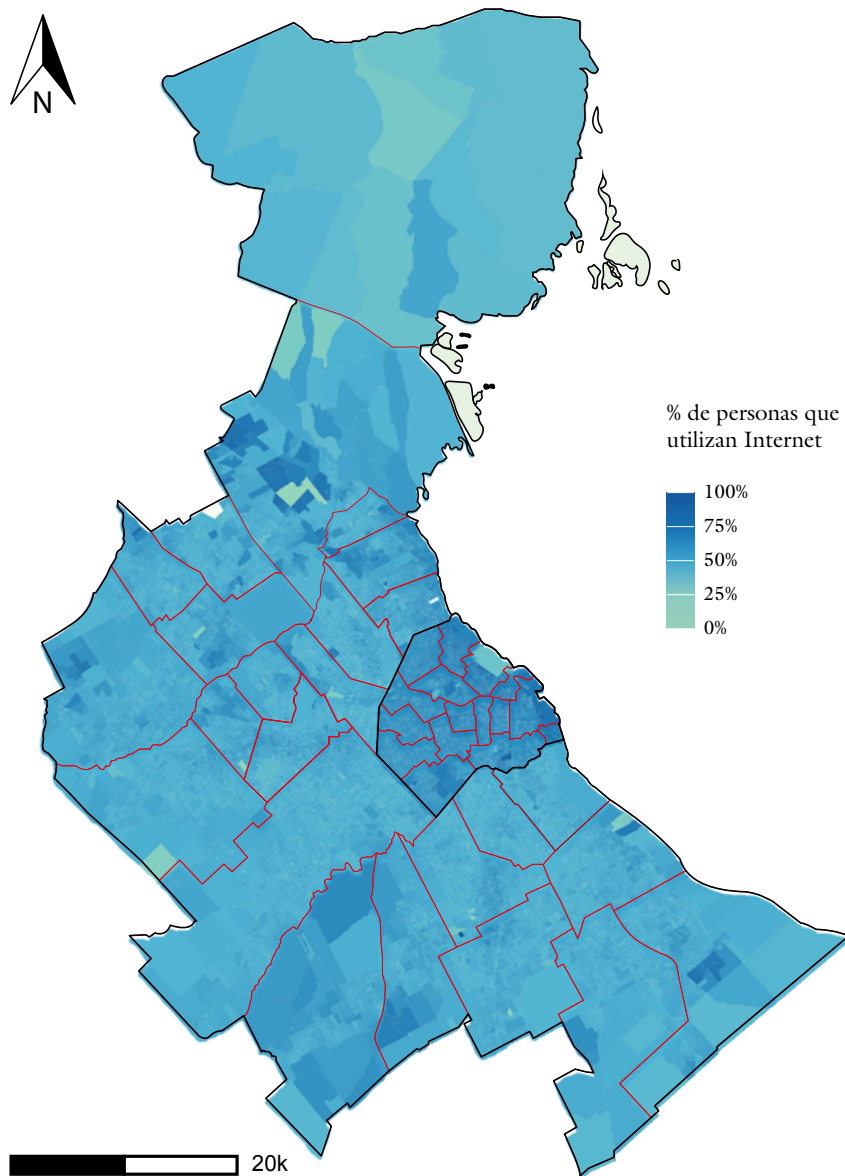 N
% de personas que
utilizan Internet
100%
75%
50%
25%
0%
20k